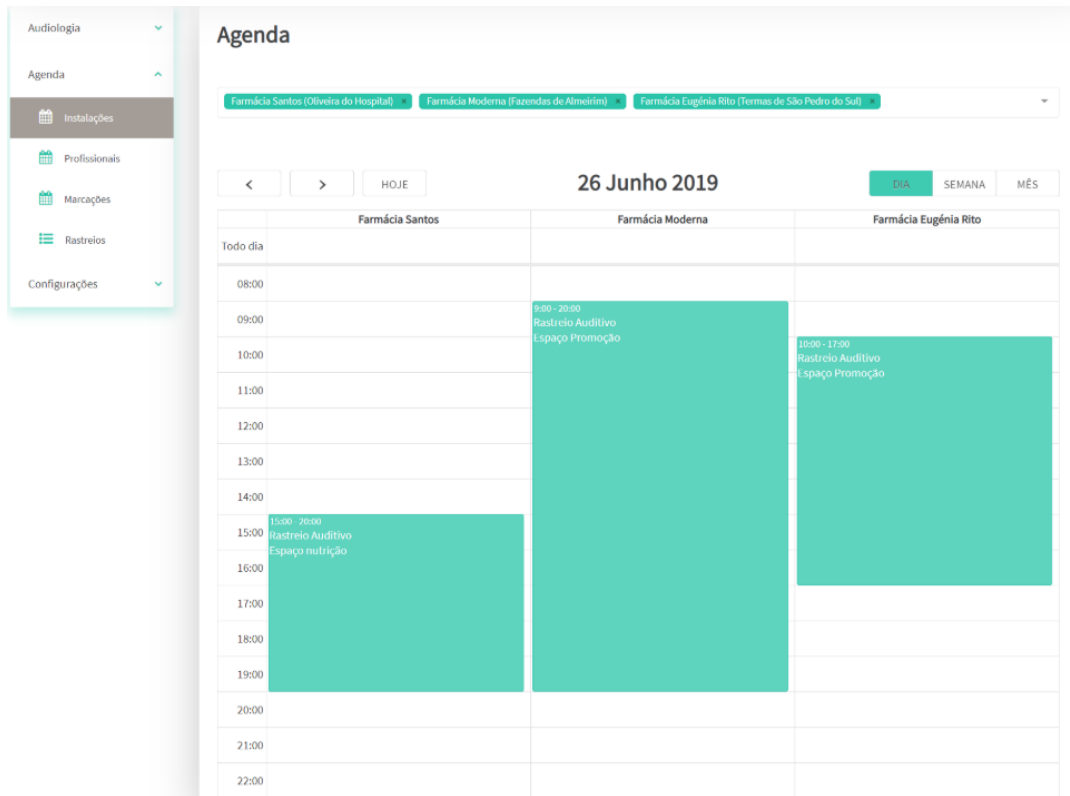 Audiologia
Agenda
Instalações
Profissionais
Marcações
Rastreios
Configurações
Agenda
Farmácia Santos (Oliveira do Hospital) × Farmácia Moderna (Fazendas de Almeirim) × Farmácia Eugénia Rito (Termas de São Pedro do Sul) ×
HOJE 26 Junho 2019 DIA SEMANA MÊS
Farmácia Santos Farmácia Moderna Farmácia Eugénia Rito
Todo dia
08:00
09:00
10:00
11:00
12:00
13:00
14:00
15:00
16:00
17:00
18:00
19:00
20:00
21:00
22:00
15:00 - 20:00
Rastreio Auditivo
Espaço nutrição
9:00 - 20:00
Rastreio Auditivo
Espaço Promoção
10:00 - 17:00
Rastreio Auditivo
Espaço Promoção